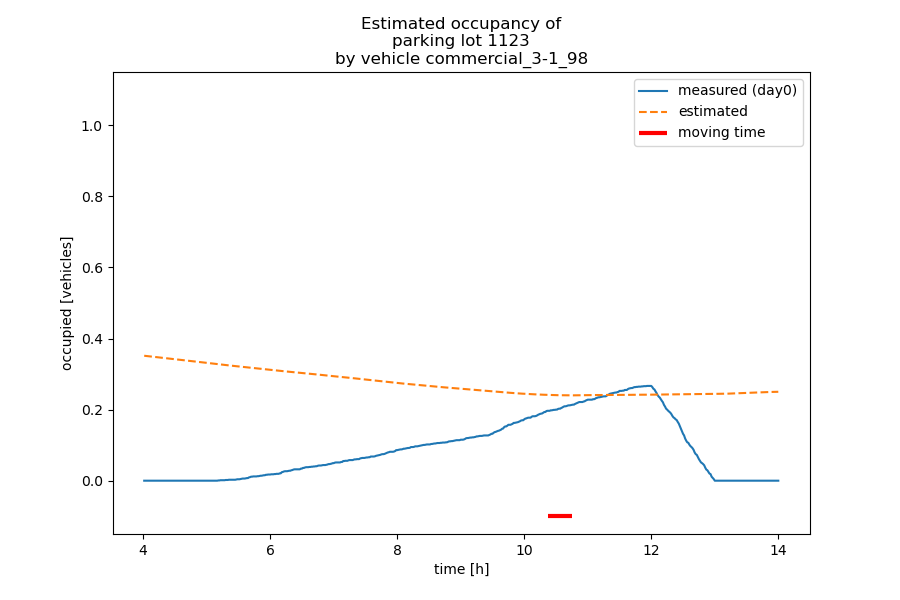 Estimated occupancy of
parking lot 1123
by vehicle commercial_3-1_98
measured (day0)
estimated
moving time
occupied [vehicles]
1.0
0.8
0.6
0.4
0.2
0.0
4 6 8 10 12 14
time [h]